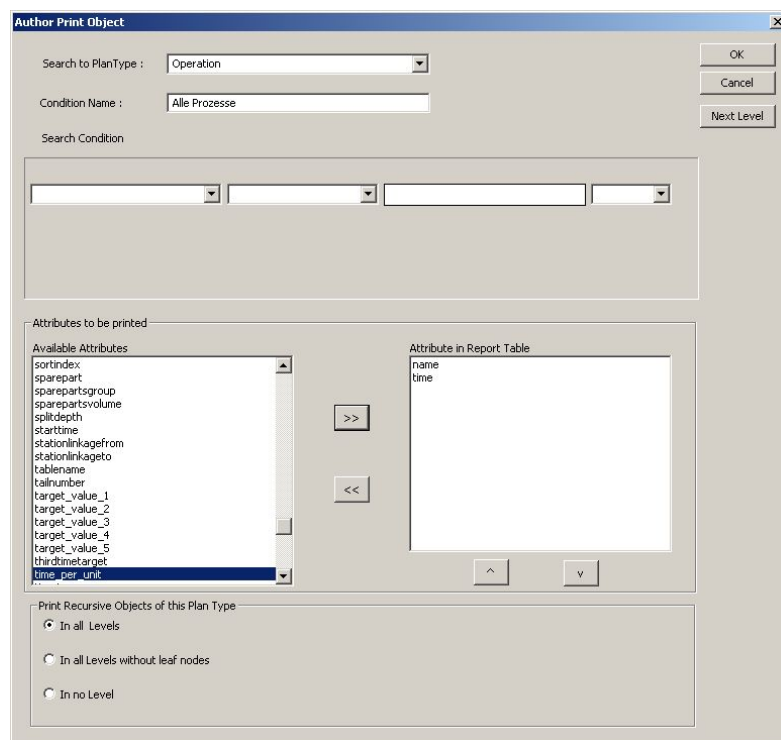 Author Print Object
Search to PlanType :
Operation
OK
Cancel
Condition Name :
Alle Prozesse
Next Level
Search Condition
Attributes to be printed
Available Attributes
Attribute in Report Table
sortindex
sparepart
sparepartsgroup
sparepartsvolume
splitdepth
starttime
stationlinkagefrom
stationlinkageto
tablename
tailnumber
target_value_1
target_value_2
target_value_3
target_value_4
target_value_5
thirdtimetarget
time_per_unit
name
time
>>
<<
^
v
Print Recursive Objects of this Plan Type
In all Levels
In all Levels without leaf nodes
In no Level